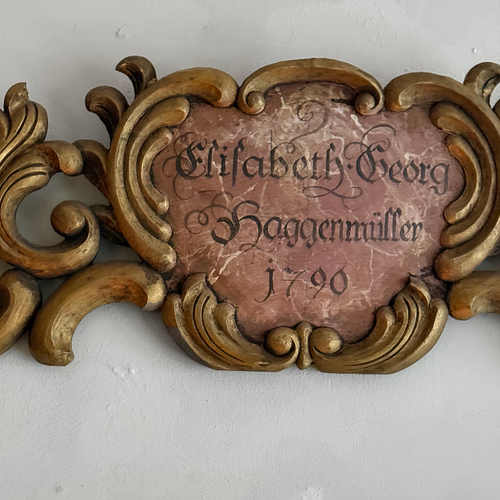 Eliſabeth · Georg
Haggenmüller
1790